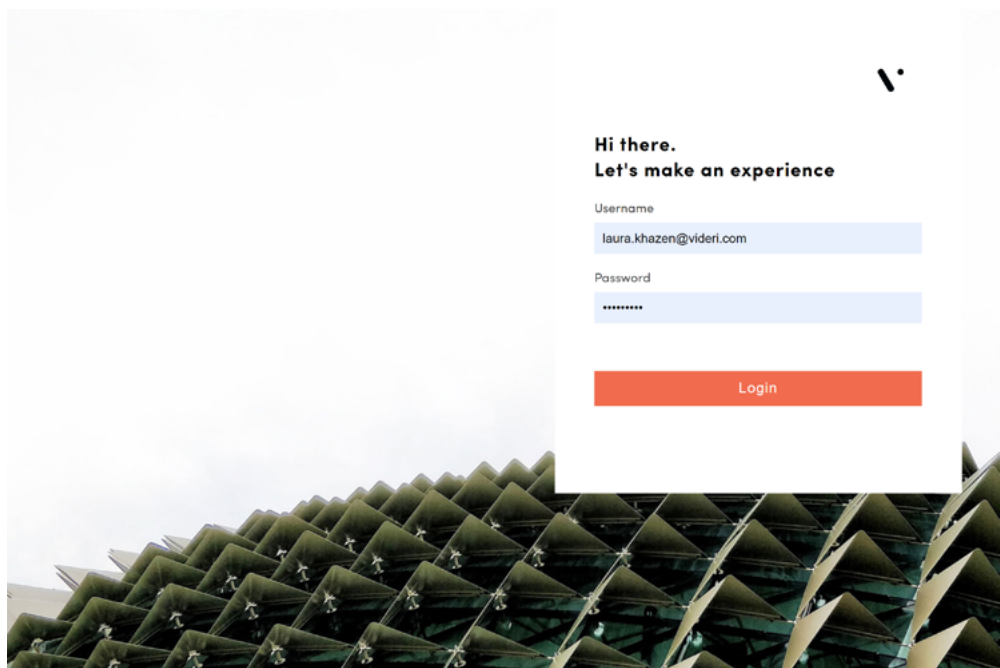 Hi there.
Let's make an experience
Username
laura.khazen@videri.com
Password
•••••••••
Login